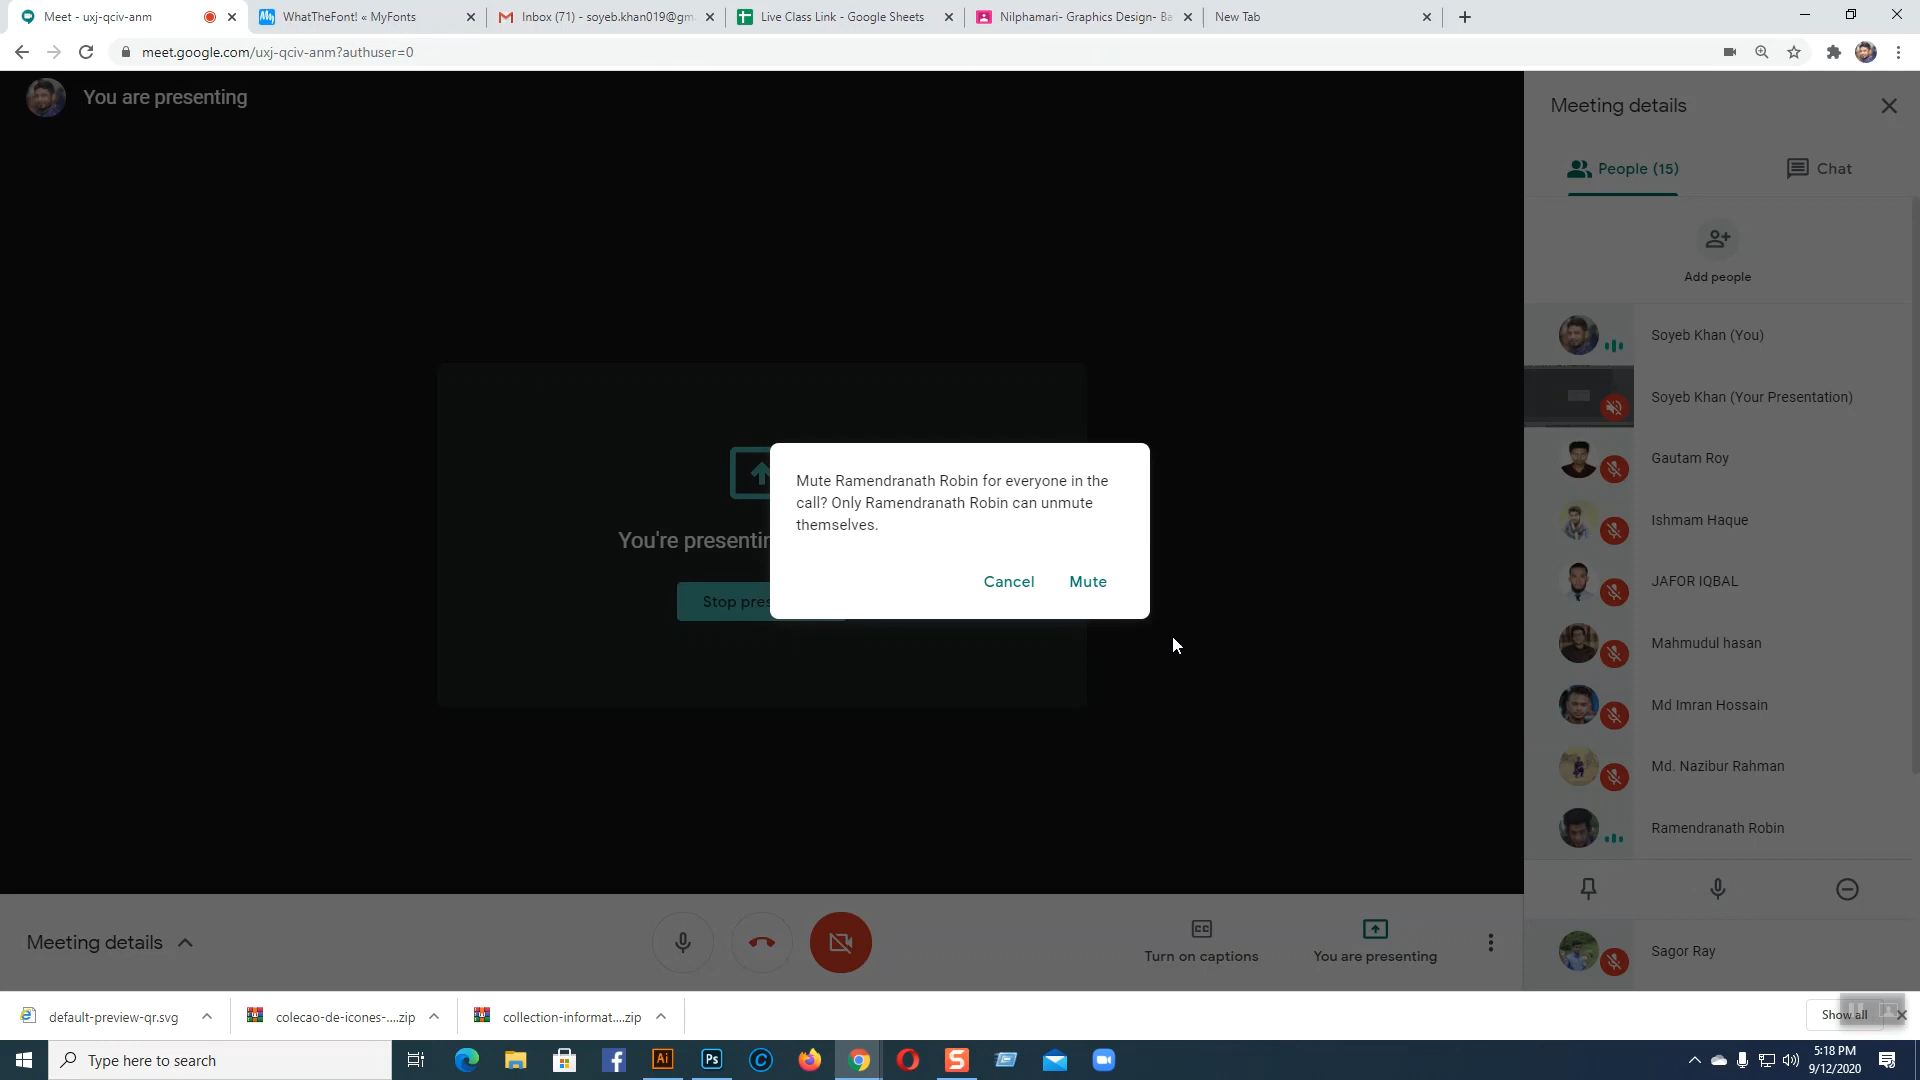 Meet - uxj-qciv-anm
WhatTheFont! « MyFonts
Inbox (71) - soyeb.khan019@gm
Live Class Link - Google Sheets
Nilphamari- Graphics Design- Ba
New Tab
meet.google.com/uxj-qciv-anm?authuser=0
You are presenting
Meeting details
People (15)
Chat
Add people
Soyeb Khan (You)
Soyeb Khan (Your Presentation)
Gautam Roy
Ishmam Haque
JAFOR IQBAL
Mahmudul hasan
Md Imran Hossain
Md. Nazibur Rahman
Ramendranath Robin
Sagor Ray
Mute Ramendranath Robin for everyone in the
call? Only Ramendranath Robin can unmute
themselves.
Cancel
Mute
You're presentin
Stop pres
Meeting details
CC
Turn on captions
You are presenting
default-preview-qr.svg
colecao-de-icones-....zip
collection-informat....zip
Show all
Type here to search
Ai
Ps
5:18 PM
9/12/2020